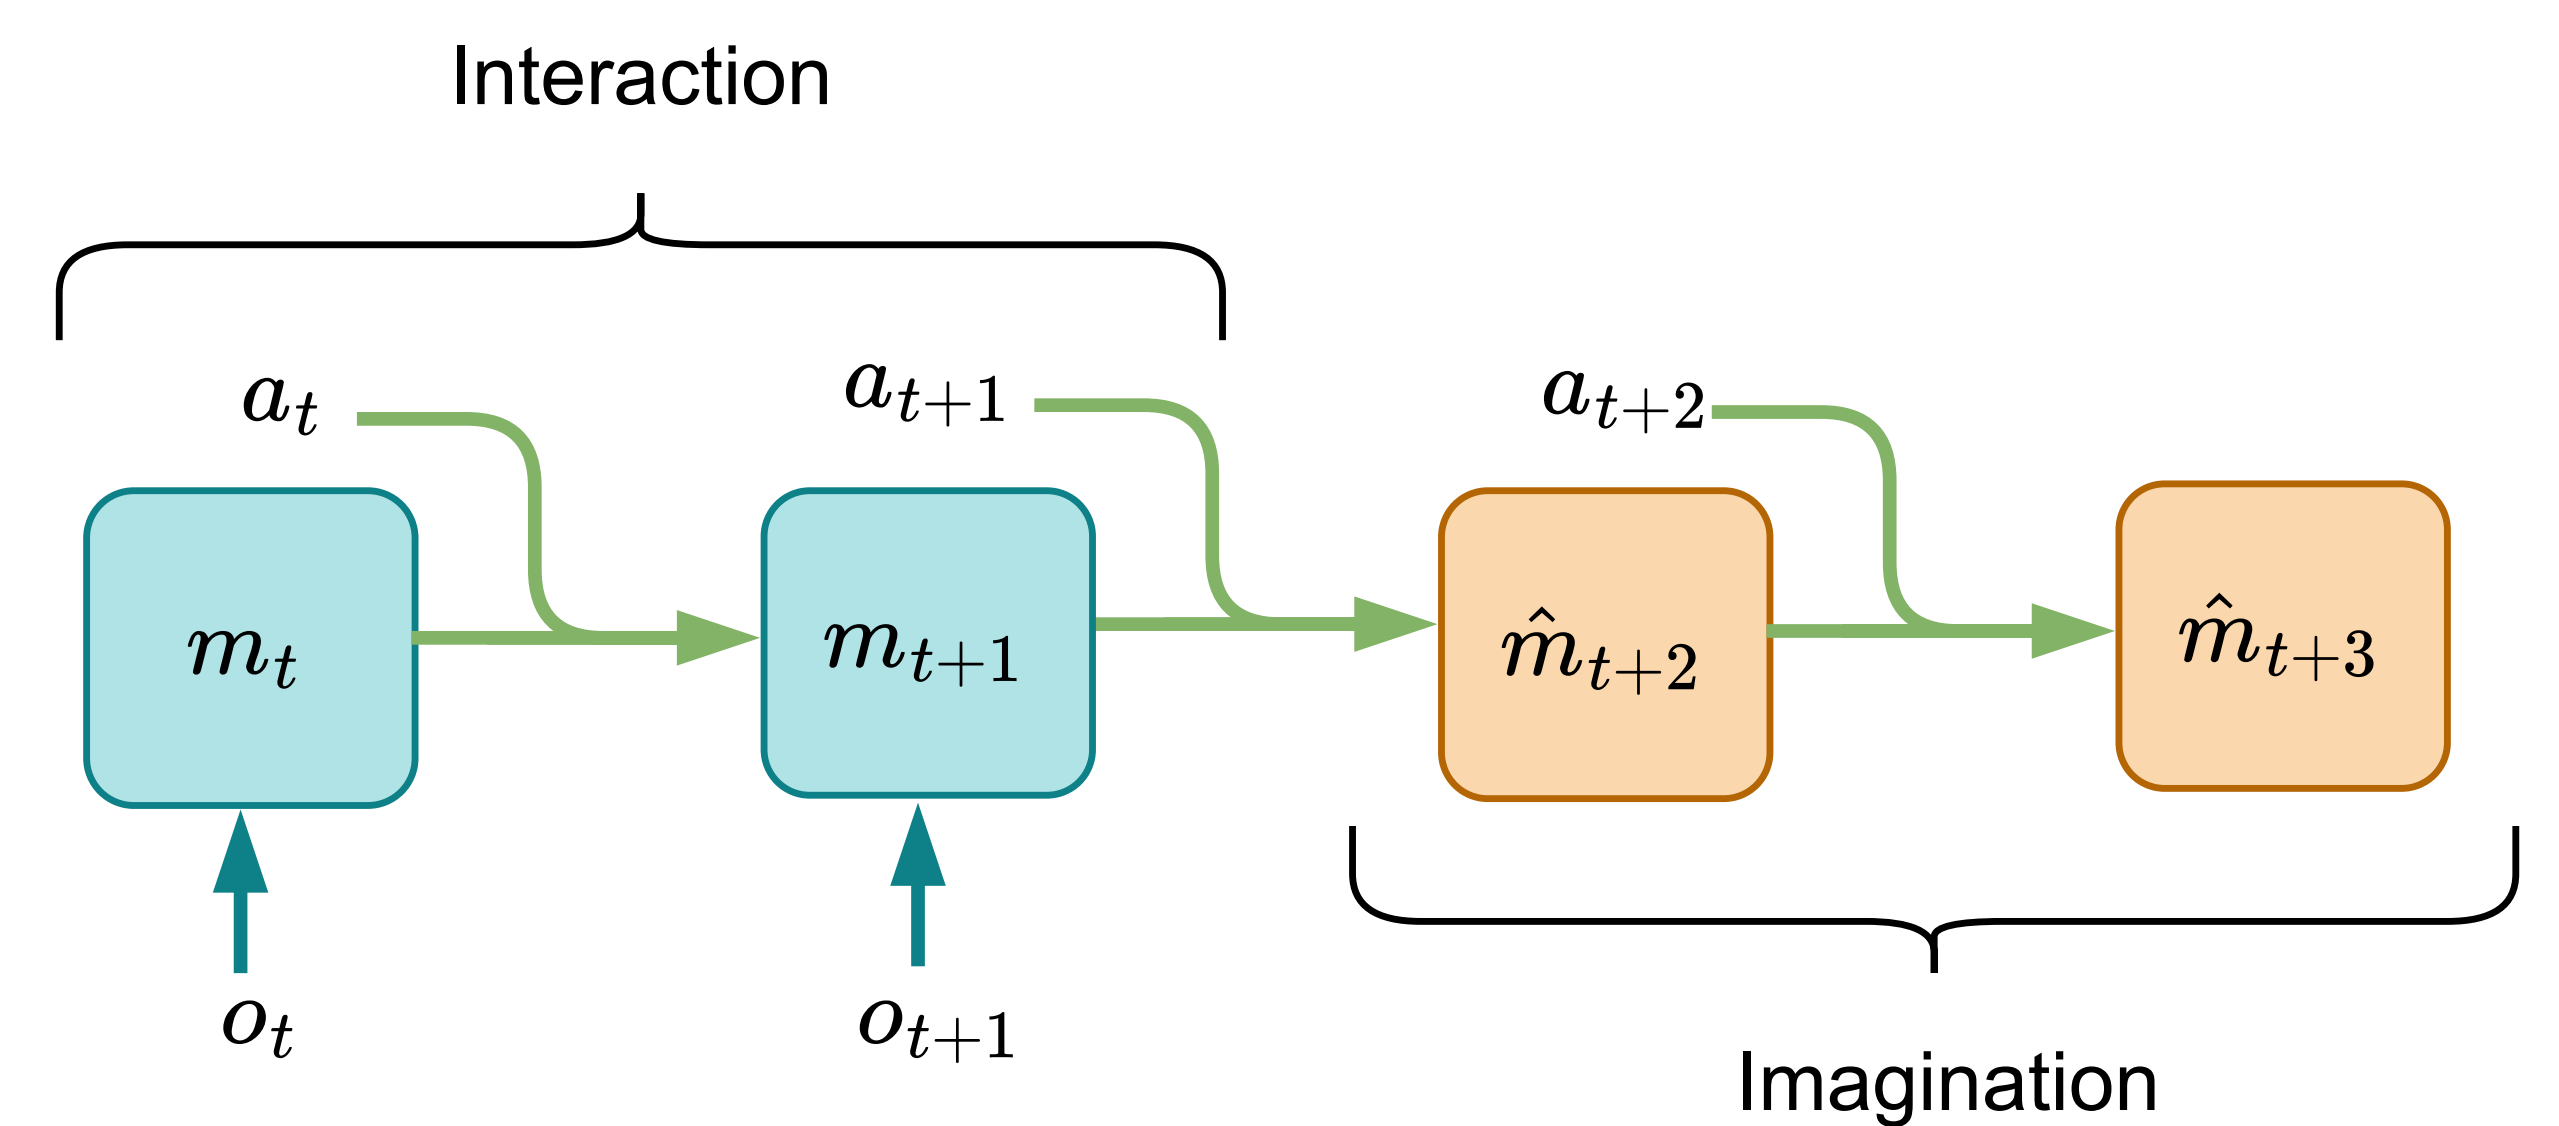 Interaction
a_t a_{t+1} a_{t+2}
m_t m_{t+1} m̂_{t+2} m̂_{t+3}
o_t o_{t+1}
Imagination